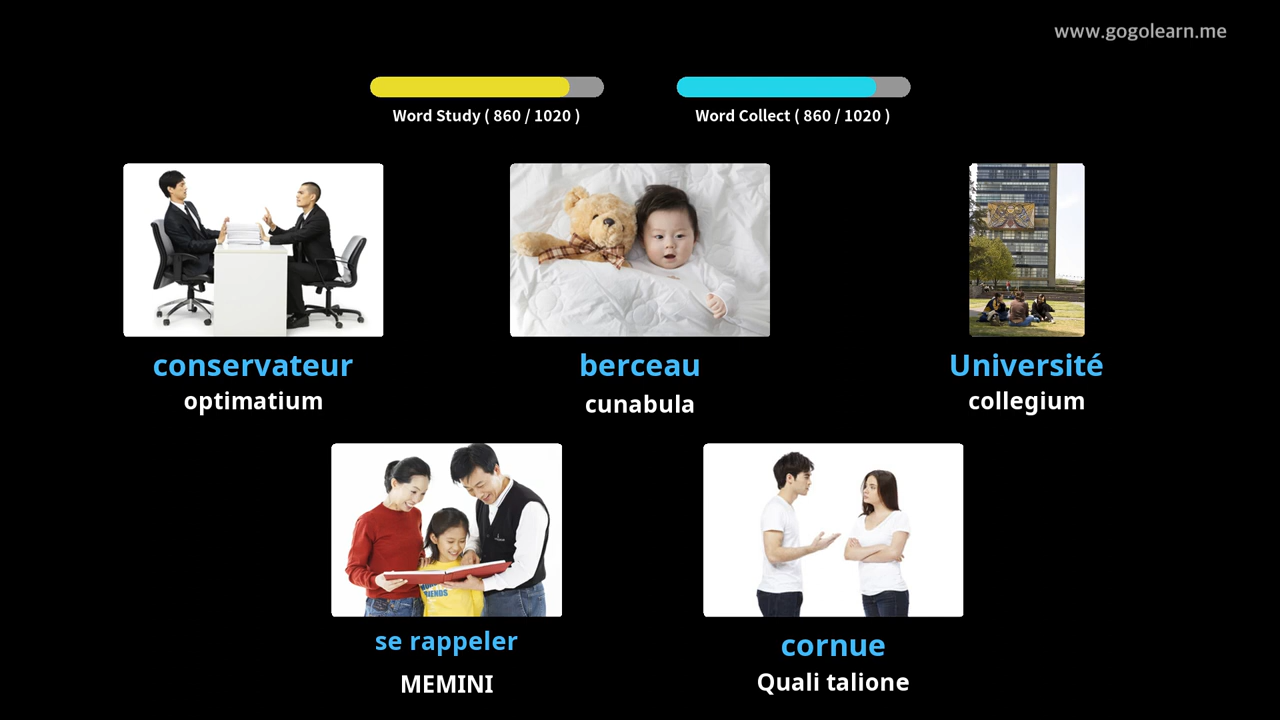 www.gogolearn.me
Word Study ( 860 / 1020 )
Word Collect ( 860 / 1020 )
conservateur
optimatium
berceau
cunabula
Université
collegium
se rappeler
MEMINI
cornue
Quali talione